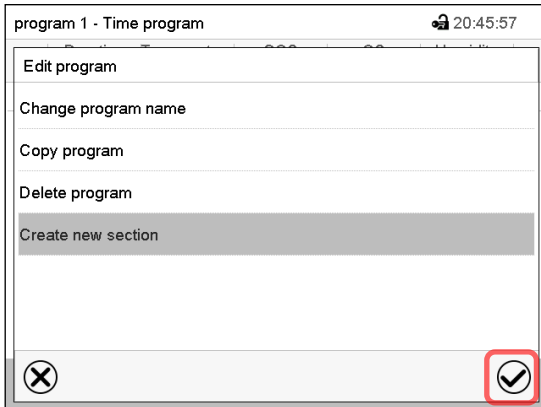 program 1 - Time program 20:45:57
Edit program
Change program name
Copy program
Delete program
Create new section